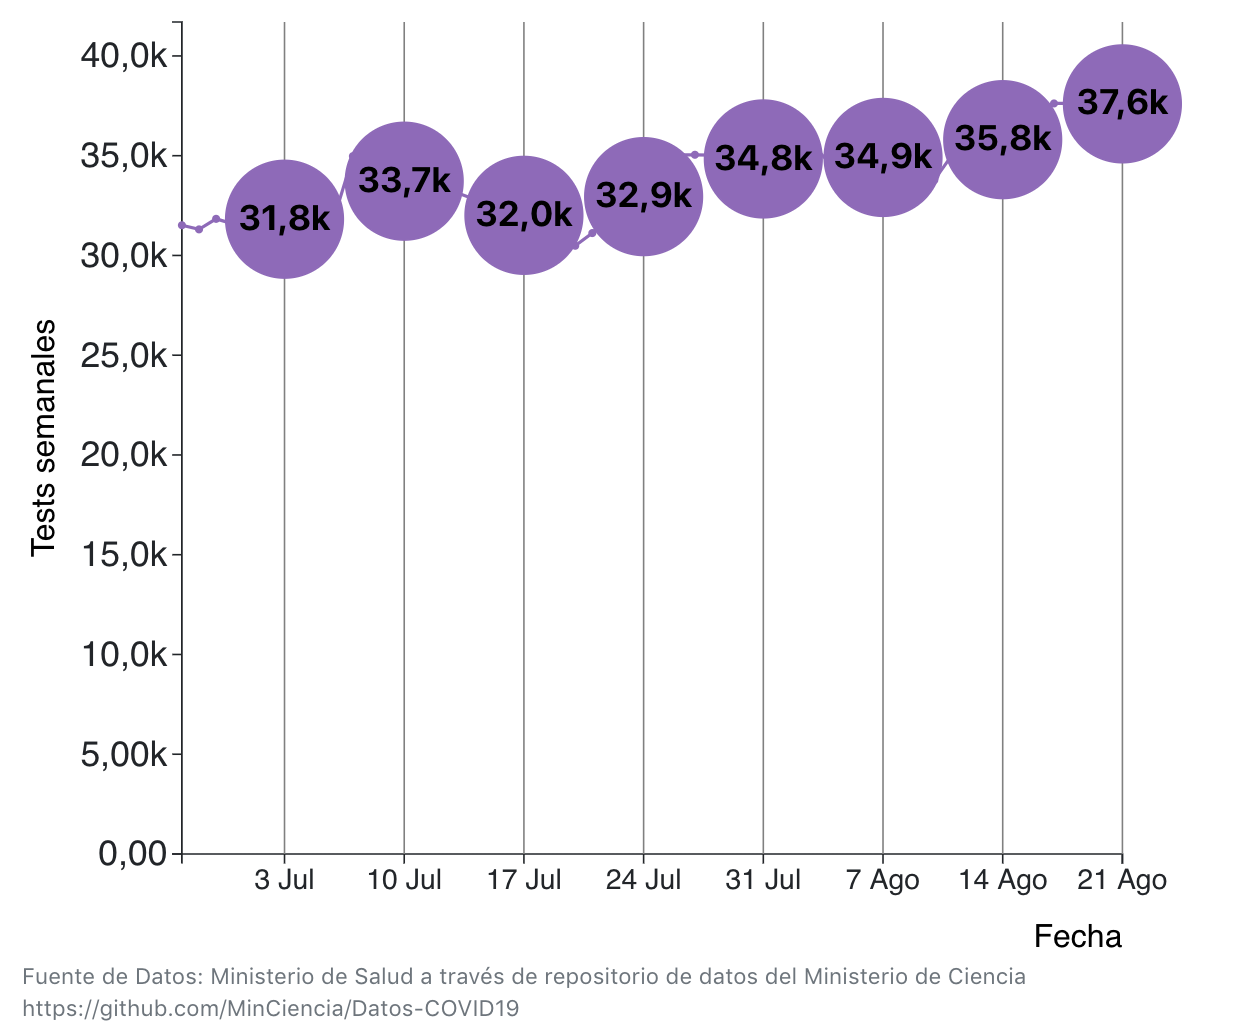 40,0k
35,0k
30,0k
25,0k
20,0k
15,0k
10,0k
5,00k
0,00
Tests semanales
31,8k
33,7k
32,0k
32,9k
34,8k
34,9k
35,8k
37,6k
3 Jul
10 Jul
17 Jul
24 Jul
31 Jul
7 Ago
14 Ago
21 Ago
Fecha
Fuente de Datos: Ministerio de Salud a través de repositorio de datos del Ministerio de Ciencia
https://github.com/MinCiencia/Datos-COVID19